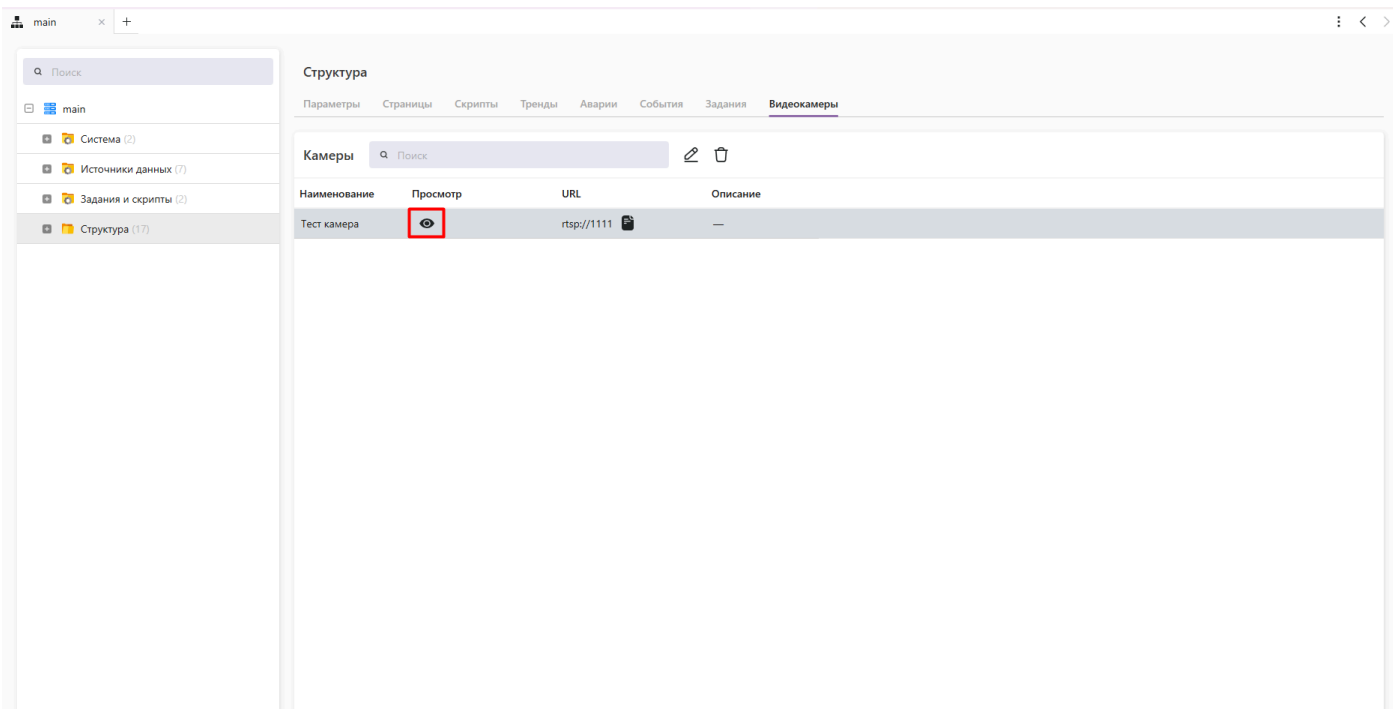 main × +
Поиск
main
Система (2)
Источники данных (7)
Задания и скрипты (2)
Структура (17)
Структура
Параметры Страницы Скрипты Тренды Аварии События Задания Видеокамеры
Камеры Поиск
Наименование Просмотр URL Описание
Тест камера rtsp://1111 —